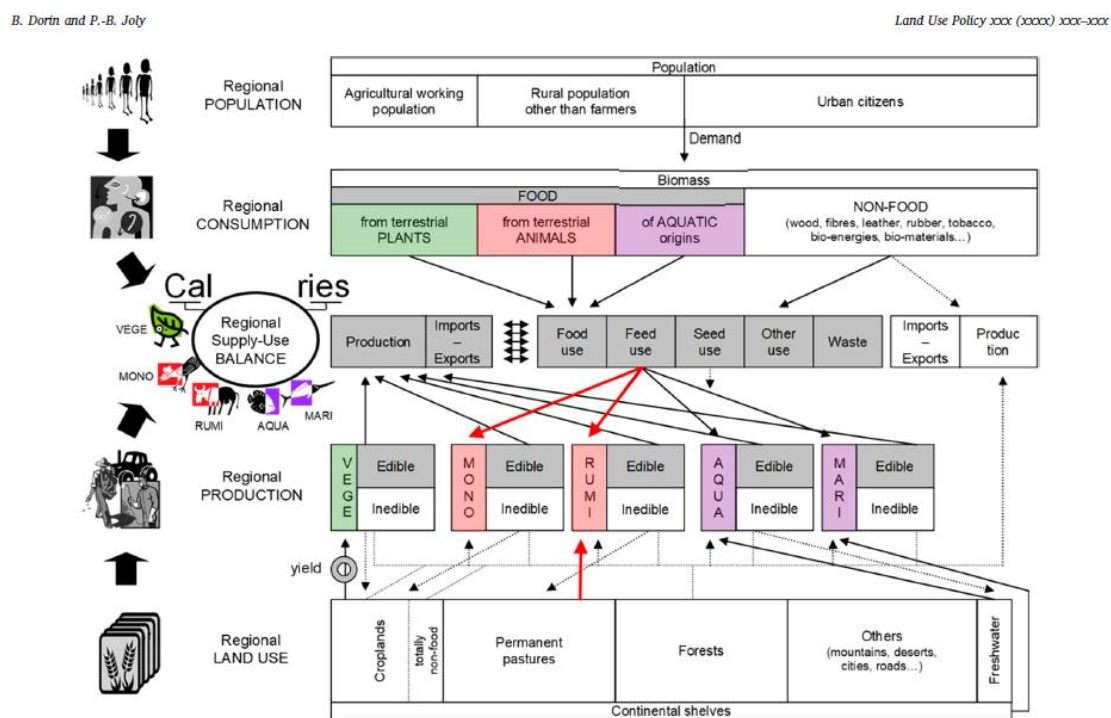 B. Dorin and P.-B. Joly
Land Use Policy xxx (xxxx) xxx–xxx
Regional
POPULATION
Population
Agricultural working
population
Rural population
other than farmers
Urban citizens
Demand
Regional
CONSUMPTION
Biomass
FOOD
from terrestrial
PLANTS
from terrestrial
ANIMALS
of AQUATIC
origins
NON-FOOD
(wood, fibres, leather, rubber, tobacco,
bio-energies, bio-materials…)
Cal ries
Regional
Supply-Use
BALANCE
VEGE
MONO
RUMI
AQUA
MARI
Production
Imports
–
Exports
Food
use
Feed
use
Seed
use
Other
use
Waste
Imports
–
Exports
Produc
tion
Regional
PRODUCTION
VEGE
Edible
Inedible
MONO
Edible
Inedible
RUMI
Edible
Inedible
AQUA
Edible
Inedible
MARI
Edible
Inedible
yield
Regional
LAND USE
Croplands
totally
non-food
Permanent
pastures
Forests
Others
(mountains, deserts,
cities, roads…)
Freshwater
Continental shelves